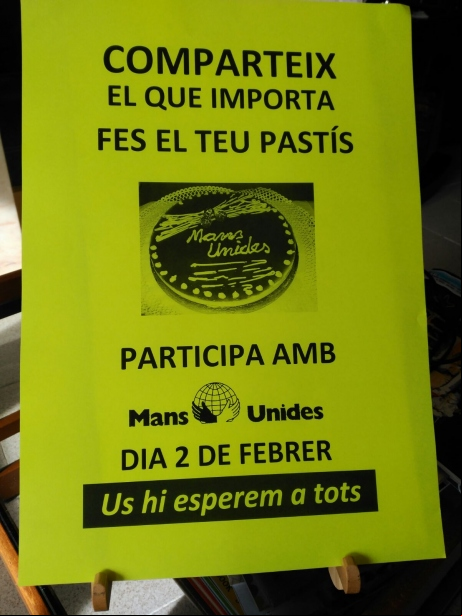 COMPARTEIX
EL QUE IMPORTA
FES EL TEU PASTÍS
Mans
Unides
PARTICIPA AMB
Mans Unides
DIA 2 DE FEBRER
Us hi esperem a tots